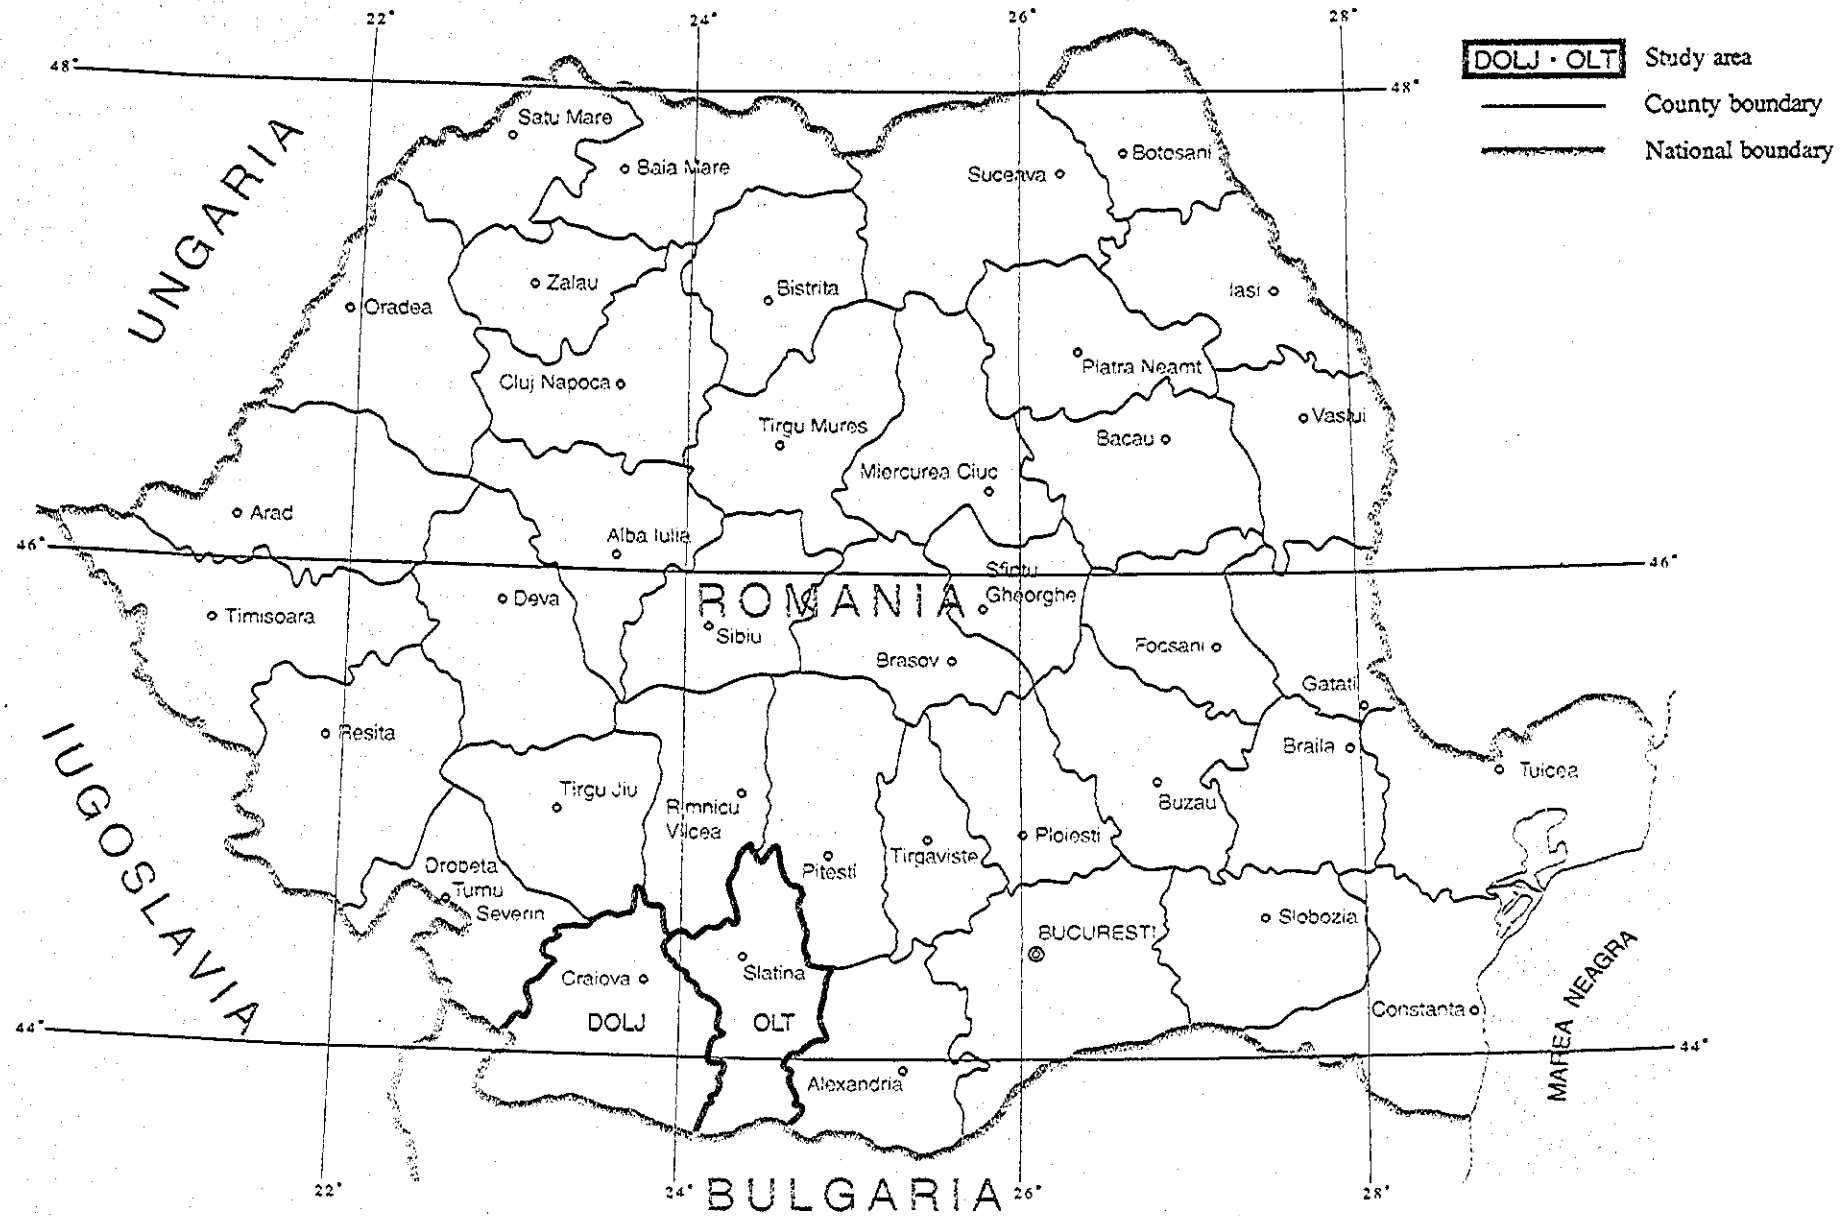 22°
24°
26°
28°
DOLJ · OLT
Study area
County boundary
National boundary
48°
48°
Satu Mare
Baia Mare
Suceava
Botosani
UNGARIA
Oradea
Zalau
Bistrita
Iasi
Piatra Neamt
Cluj Napoca
Tirgu Mures
Vaslui
Bacau
Miercurea Ciuc
Arad
Alba Iulia
46°
46°
Sfintu
Gheorghe
ROMANIA
Timisoara
Deva
Sibiu
Brasov
Focsani
Gatati
Resita
Braila
Tulcea
IUGOSLAVIA
Tirgu Jiu
Rimnicu
Vilcea
Buzau
Ploiesti
Tirgaviste
Pitesti
Drobeta
Turnu
Severin
Slobozia
BUCURESTI
Craiova
Slatina
DOLJ
OLT
Constanta
MAREA NEAGRA
44°
44°
Alexandria
22°
24°
BULGARIA
26°
28°